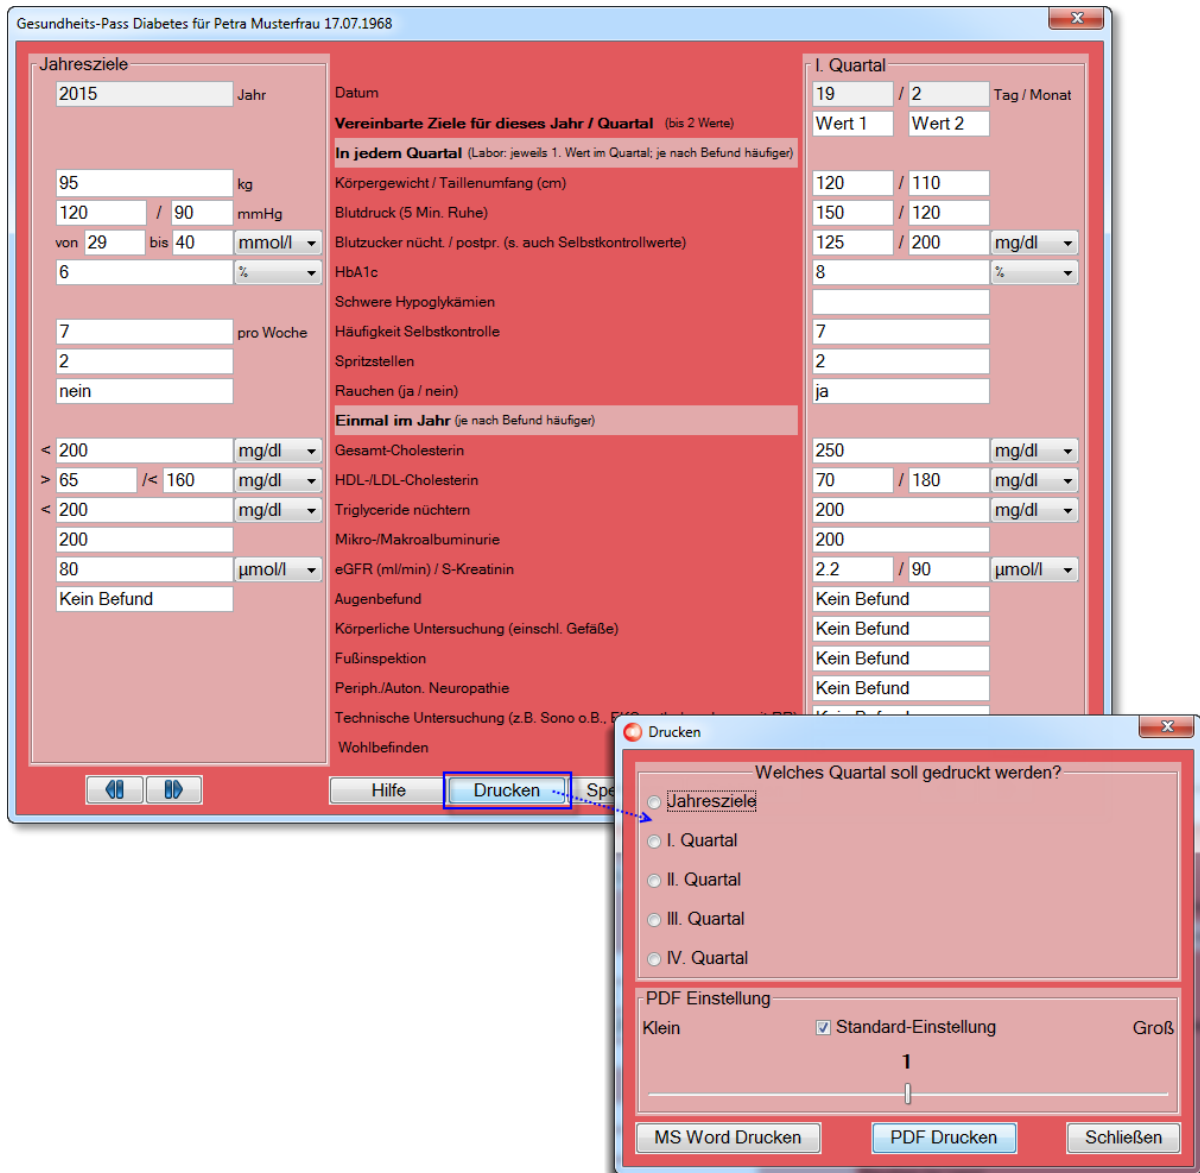 Gesundheits-Pass Diabetes für Petra Musterfrau 17.07.1968
Jahresziele
I. Quartal
2015 Jahr Datum 19 / 2 Tag / Monat
Vereinbarte Ziele für dieses Jahr / Quartal (bis 2 Werte) Wert 1 Wert 2
In jedem Quartal (Labor: jeweils 1. Wert im Quartal; je nach Befund häufiger)
95 kg Körpergewicht / Taillenumfang (cm) 120 / 110
120 / 90 mmHg Blutdruck (5 Min. Ruhe) 150 / 120
von 29 bis 40 mmol/l Blutzucker nücht. / postpr. (s. auch Selbstkontrollwerte) 125 / 200 mg/dl
6 % HbA1c 8 %
Schwere Hypoglykämien
7 pro Woche Häufigkeit Selbstkontrolle 7
2 Spritzstellen 2
nein Rauchen (ja / nein) ja
Einmal im Jahr (je nach Befund häufiger)
< 200 mg/dl Gesamt-Cholesterin 250 mg/dl
> 65 /< 160 mg/dl HDL-/LDL-Cholesterin 70 / 180 mg/dl
< 200 mg/dl Triglyceride nüchtern 200 mg/dl
200 Mikro-/Makroalbuminurie 200
80 µmol/l eGFR (ml/min) / S-Kreatinin 2.2 / 90 µmol/l
Kein Befund Augenbefund Kein Befund
Körperliche Untersuchung (einschl. Gefäße) Kein Befund
Fußinspektion Kein Befund
Periph./Auton. Neuropathie Kein Befund
Technische Untersuchung (z.B. Sono o.B.,
Wohlbefinden
Hilfe Drucken Spe
Drucken
Welches Quartal soll gedruckt werden?
Jahresziele
I. Quartal
II. Quartal
III. Quartal
IV. Quartal
PDF Einstellung
Klein Standard-Einstellung Groß
1
MS Word Drucken PDF Drucken Schließen